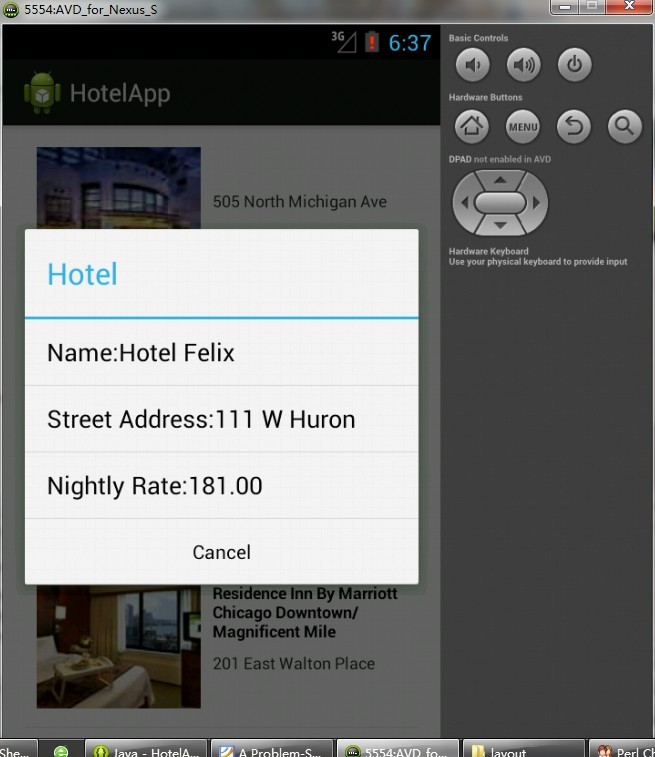 5554:AVD_for_Nexus_S
3G
6:37
HotelApp
505 North Michigan Ave
Hotel
Name:Hotel Felix
Street Address:111 W Huron
Nightly Rate:181.00
Cancel
Residence Inn By Marriott
Chicago Downtown/
Magnificent Mile
201 East Walton Place
Basic Controls
Hardware Buttons
MENU
DPAD not enabled in AVD
Hardware Keyboard
Use your physical keyboard to provide input
She...
Java - HotelA...
A Problem-S...
5554:AVD_fo...
layout
Perl Ch